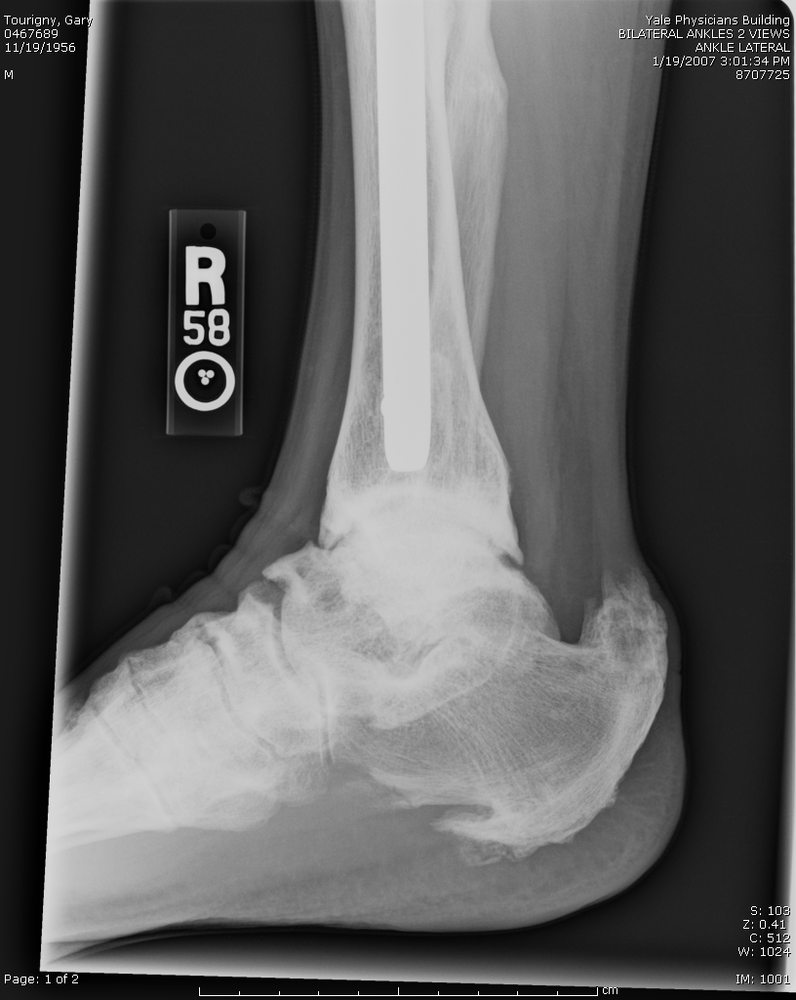 Tourigny, Gary
0467689
11/19/1956
M
Yale Physicians Building
BILATERAL ANKLES 2 VIEWS
ANKLE LATERAL
1/19/2007 3:01:34 PM
8707725
R
58
S: 103
Z: 0.41
C: 512
W: 1024
Page: 1 of 2
IM: 1001
cm